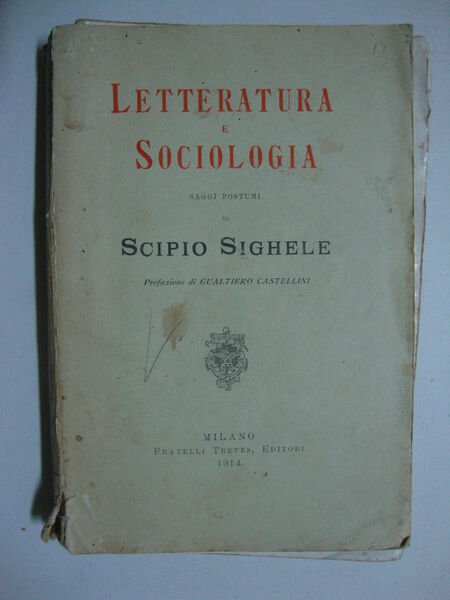 LETTERATURA
E
SOCIOLOGIA
SAGGI POSTUMI
DI
SCIPIO SIGHELE
Prefazione di GUALTIERO CASTELLINI
MILANO
FRATELLI TREVES, EDITORI
1914.